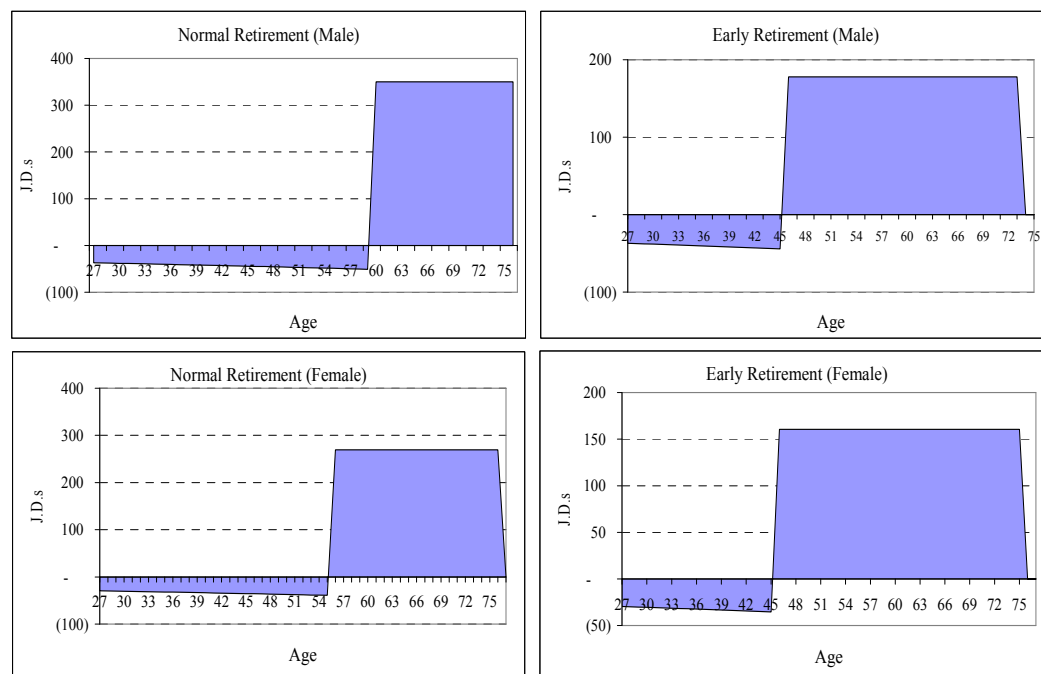 Normal Retirement (Male)
400
300
200
100
-
(100)
J.D.s
27 30 33 36 39 42 45 48 51 54 57 60 63 66 69 72 75
Age
Early Retirement (Male)
200
100
-
(100)
J.D.s
27 30 33 36 39 42 45 48 51 54 57 60 63 66 69 72 75
Age
Normal Retirement (Female)
400
300
200
100
-
(100)
J.D.s
27 30 33 36 39 42 45 48 51 54 57 60 63 66 69 72 75
Age
Early Retirement (Female)
200
150
100
50
-
(50)
J.D.s
27 30 33 36 39 42 45 48 51 54 57 60 63 66 69 72 75
Age